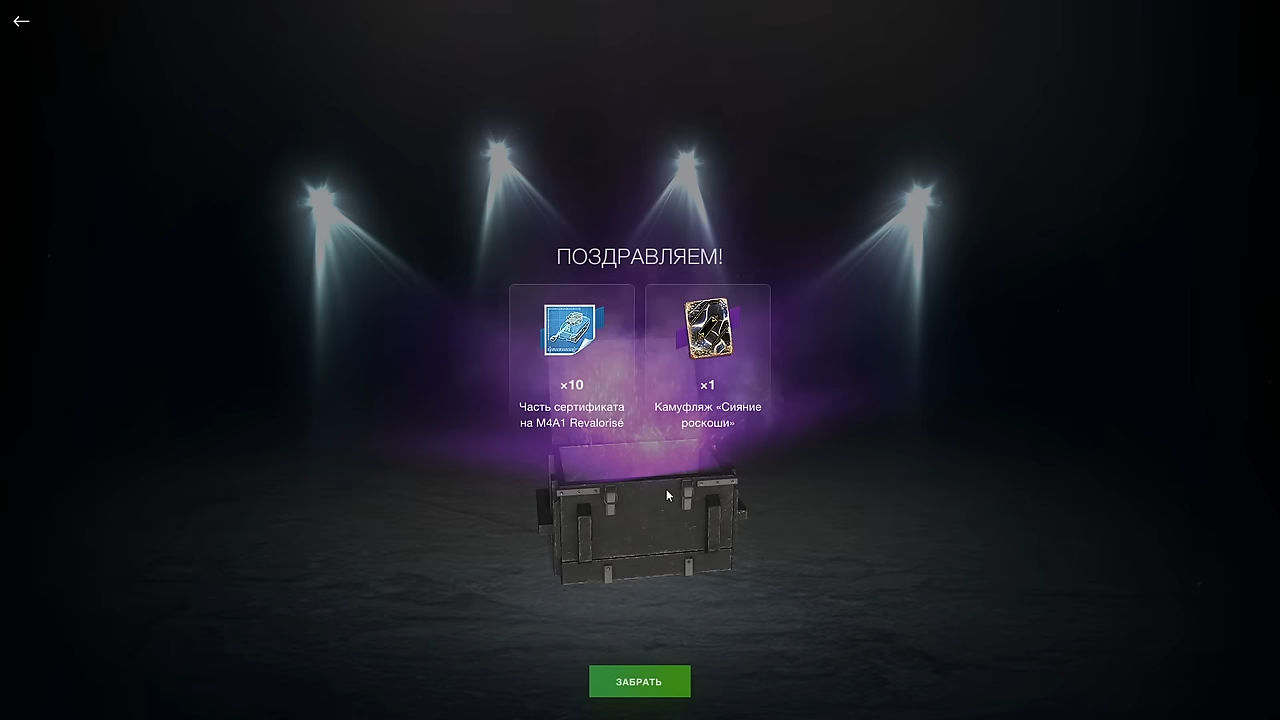 ПОЗДРАВЛЯЕМ!
×10
Часть сертификата
на M4A1 Revalorisé
×1
Камуфляж «Сияние
роскоши»
ЗАБРАТЬ